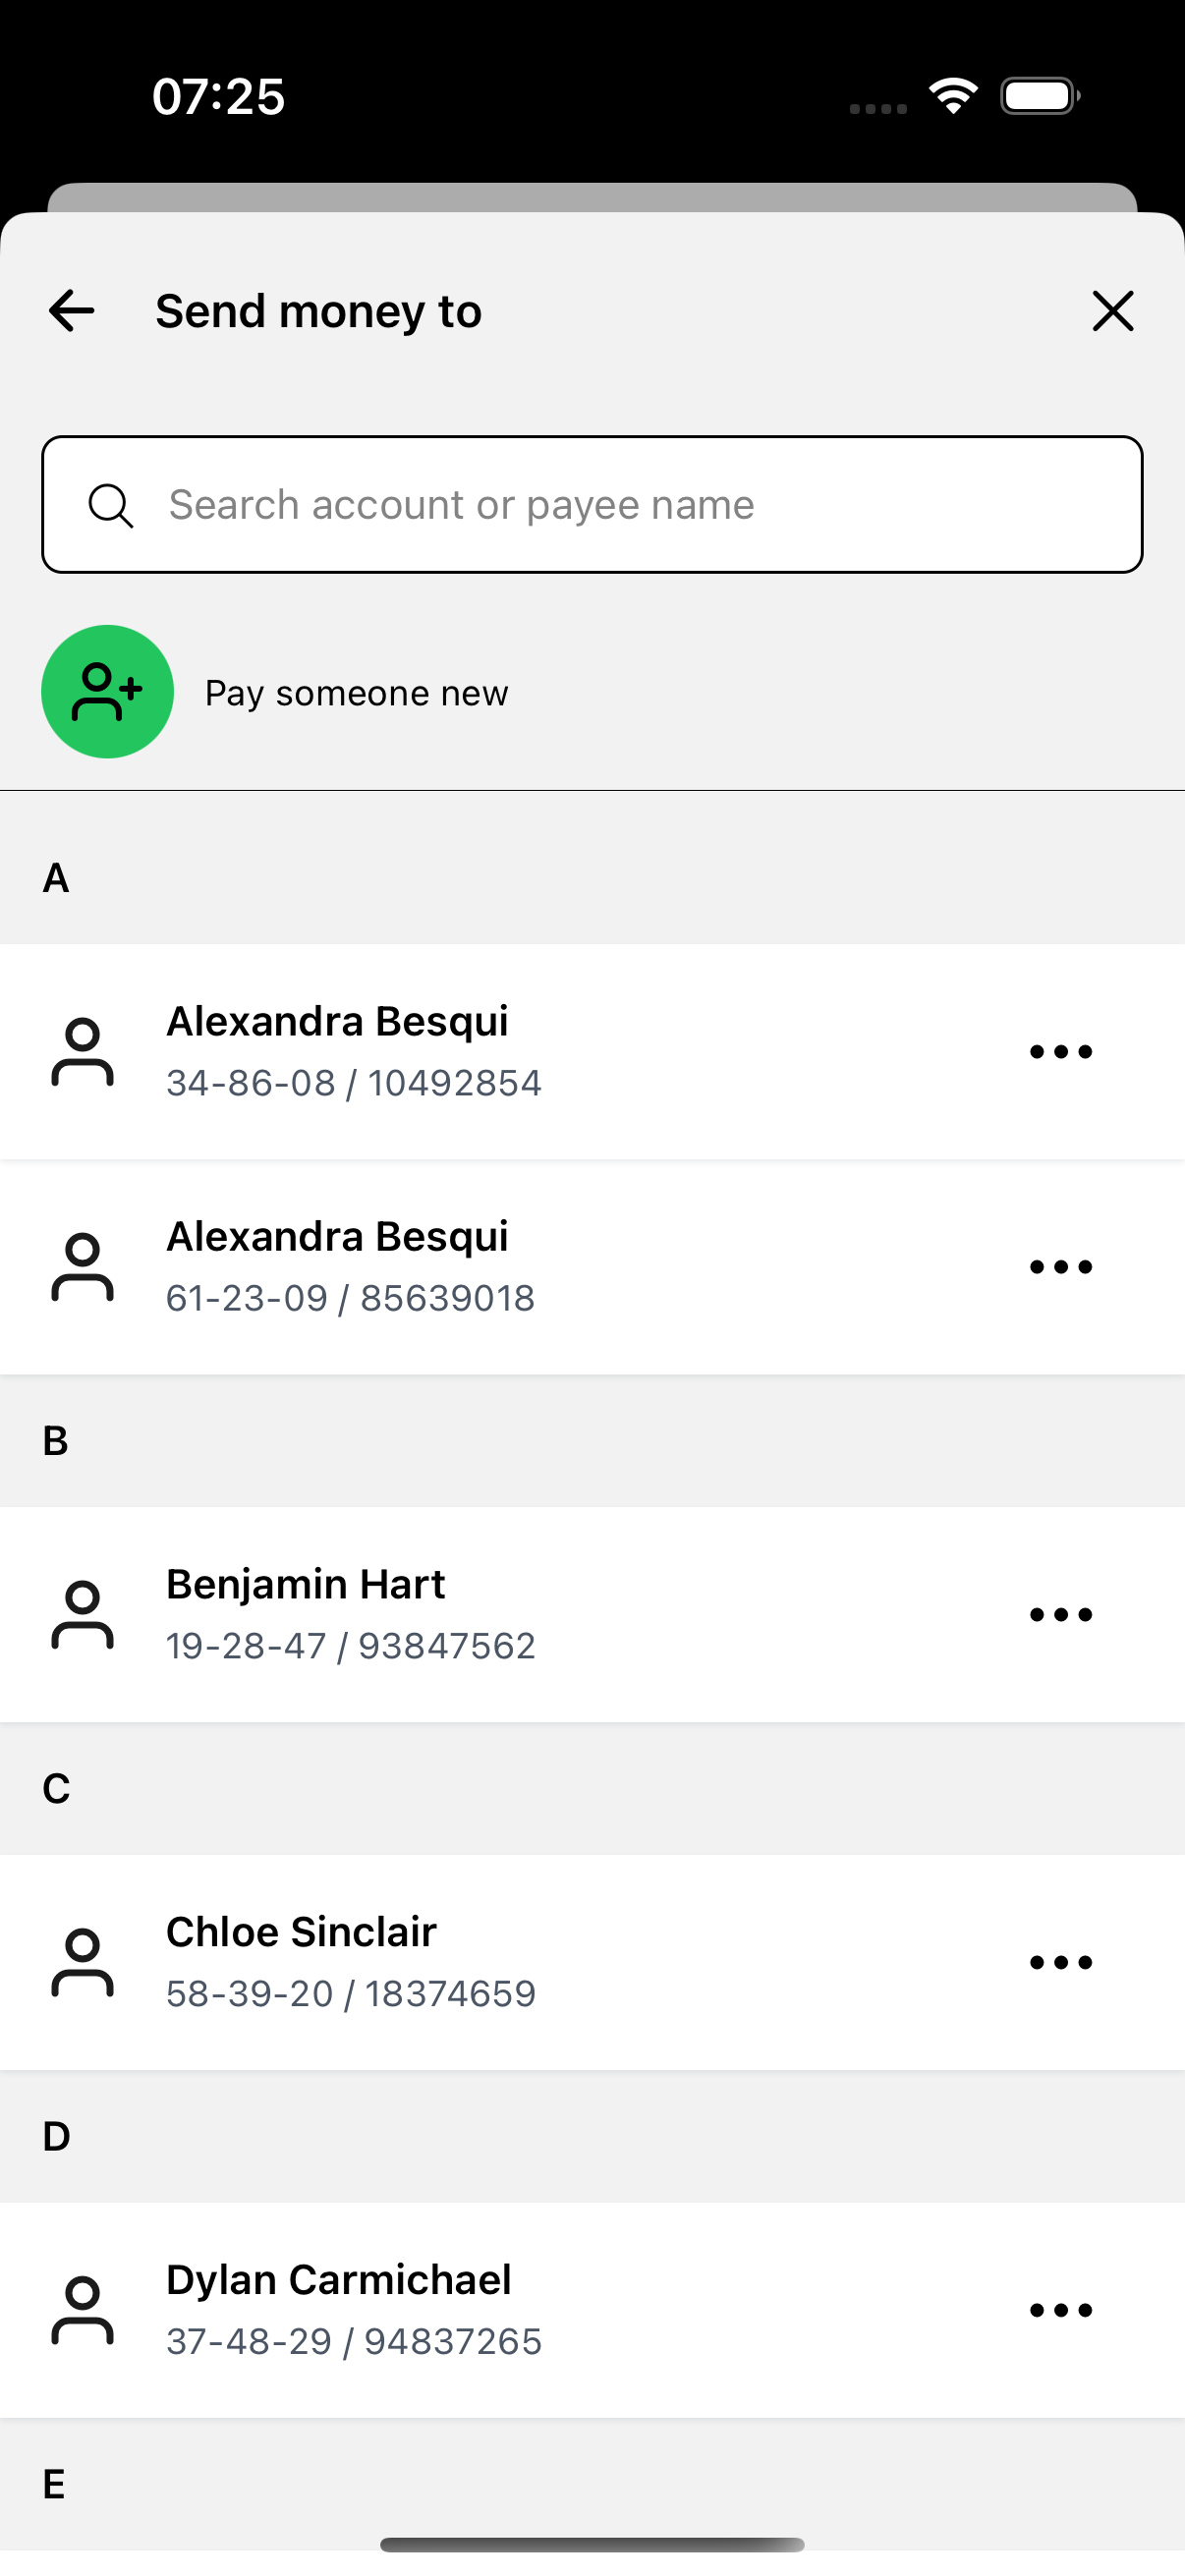 07:25
Send money to
Search account or payee name
Pay someone new
A
Alexandra Besqui
34-86-08 / 10492854
Alexandra Besqui
61-23-09 / 85639018
B
Benjamin Hart
19-28-47 / 93847562
C
Chloe Sinclair
58-39-20 / 18374659
D
Dylan Carmichael
37-48-29 / 94837265
E